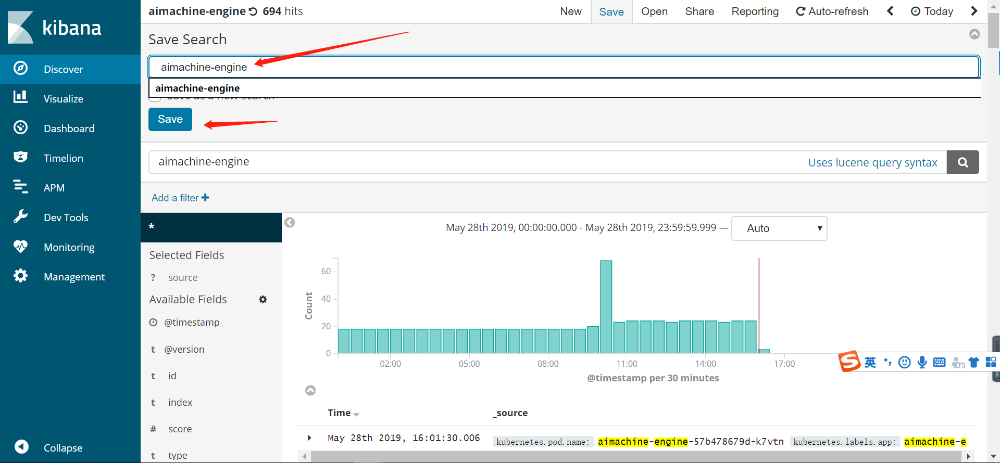 kibana
Discover
Visualize
Dashboard
Timelion
APM
Dev Tools
Monitoring
Management
Collapse
aimachine-engine 694 hits
New Save Open Share Reporting Auto-refresh Today
Save Search
aimachine-engine
aimachine-engine
Save as a new search
Save
aimachine-engine
Uses lucene query syntax
Add a filter
*
Selected Fields
? source
Available Fields
@timestamp
t @version
t id
t index
# score
t type
May 28th 2019, 00:00:00.000 - May 28th 2019, 23:59:59.999 — Auto
Count
60
40
20
0
02:00 05:00 08:00 11:00 14:00 17:00
@timestamp per 30 minutes
英
Time _source
May 28th 2019, 16:01:30.006 kubernetes.pod.name: aimachine-engine-57b478679d-k7vtn kubernetes.labels.app: aimachine-e